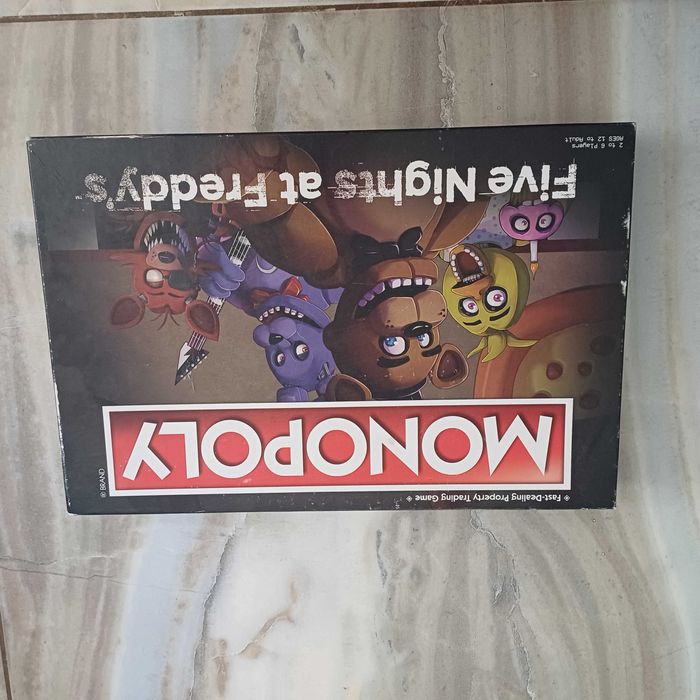 ❖ Fast-Dealing Property Trading Game ❖
MONOPOLY
® BRAND
Five Nights at Freddy's™
2 to 6 Players
AGES 12 to Adult